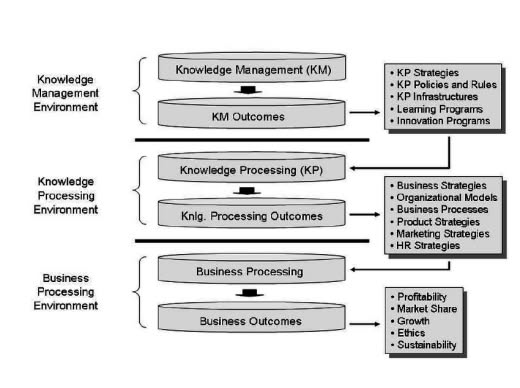 Knowledge
Management
Environment
Knowledge Management (KM)
KM Outcomes
• KP Strategies
• KP Policies and Rules
• KP Infrastructures
• Learning Programs
• Innovation Programs
Knowledge
Processing
Environment
Knowledge Processing (KP)
Knlg. Processing Outcomes
• Business Strategies
• Organizational Models
• Business Processes
• Product Strategies
• Marketing Strategies
• HR Strategies
Business
Processing
Environment
Business Processing
Business Outcomes
• Profitability
• Market Share
• Growth
• Ethics
• Sustainability